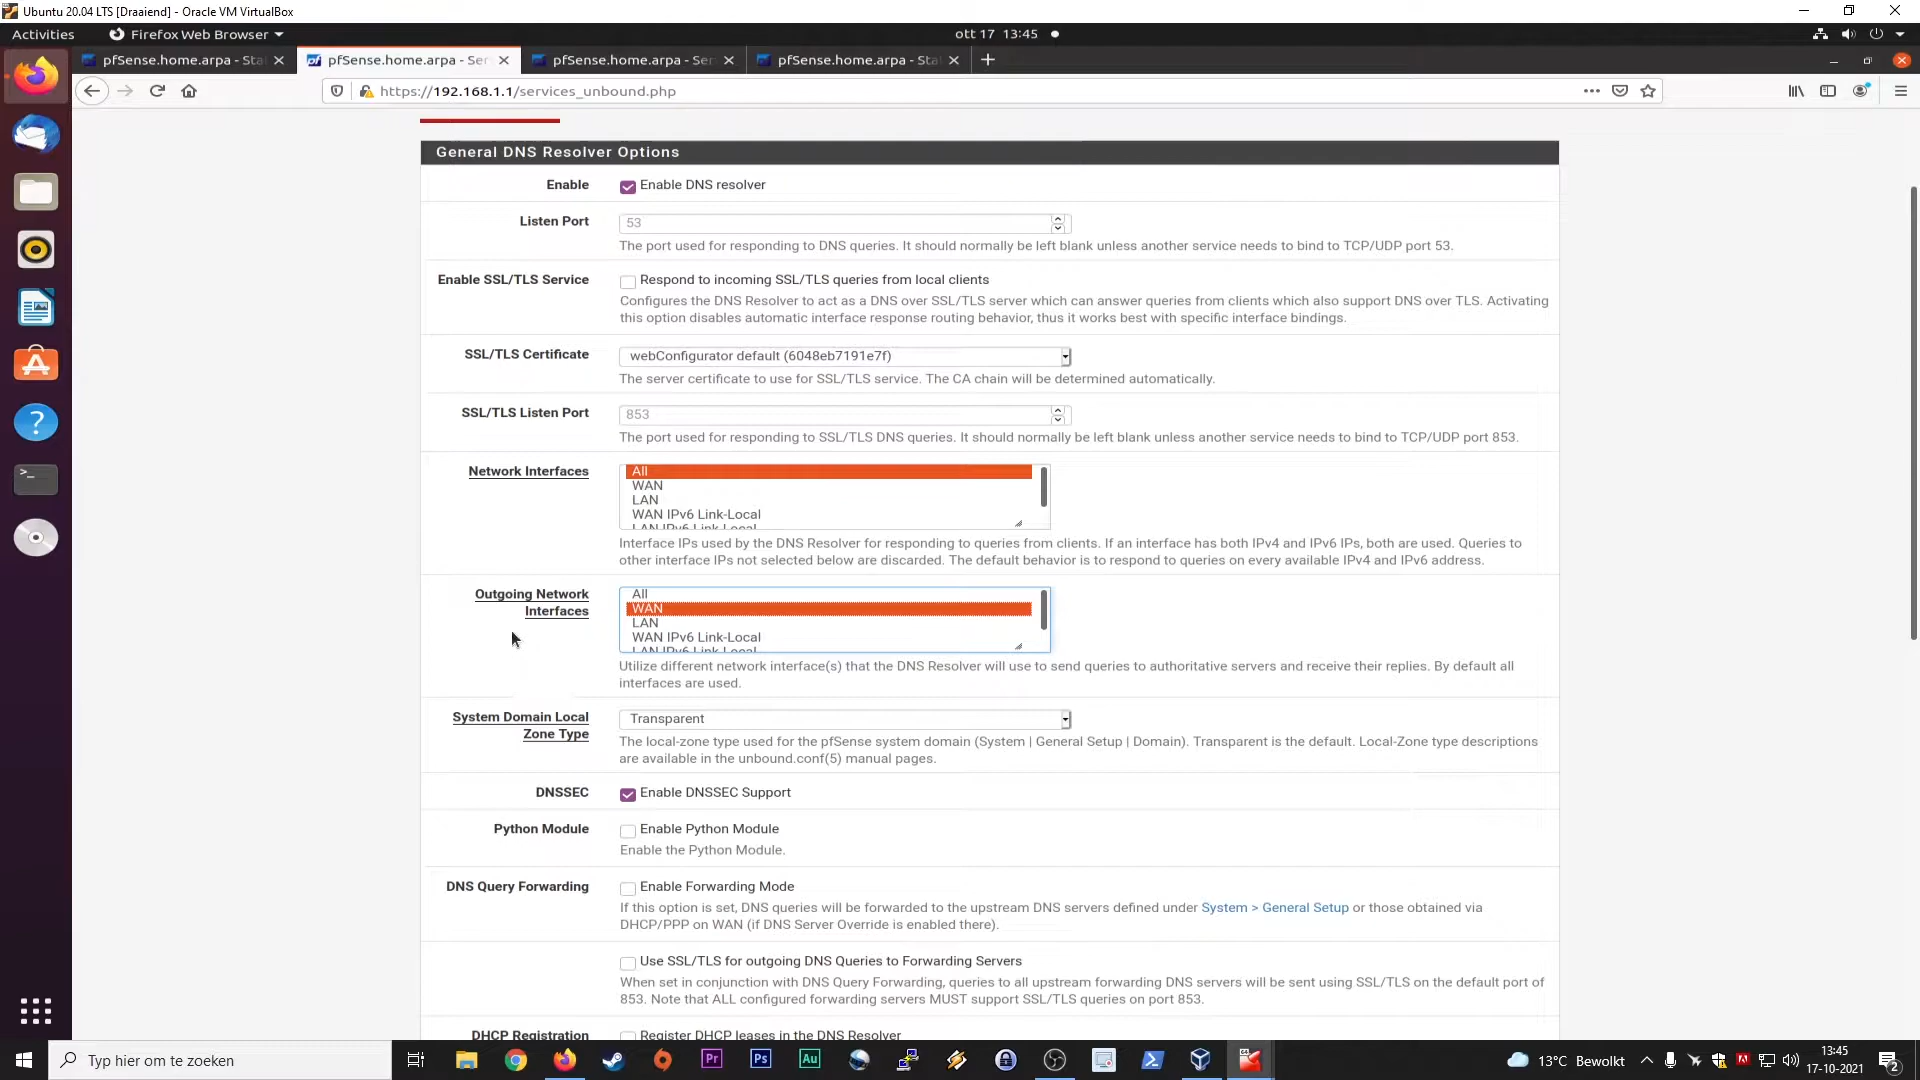 Ubuntu 20.04 LTS [Draaiend] - Oracle VM VirtualBox
Activities
Firefox Web Browser
ott 17 13:45
pfSense.home.arpa - Sta
pfSense.home.arpa - Ser
pfSense.home.arpa - Ser
pfSense.home.arpa - Sta
https://192.168.1.1/services_unbound.php
General DNS Resolver Options
Enable
Enable DNS resolver
Listen Port
53
The port used for responding to DNS queries. It should normally be left blank unless another service needs to bind to TCP/UDP port 53.
Enable SSL/TLS Service
Respond to incoming SSL/TLS queries from local clients
Configures the DNS Resolver to act as a DNS over SSL/TLS server which can answer queries from clients which also support DNS over TLS. Activating
this option disables automatic interface response routing behavior, thus it works best with specific interface bindings.
SSL/TLS Certificate
webConfigurator default (6048eb7191e7f)
The server certificate to use for SSL/TLS service. The CA chain will be determined automatically.
SSL/TLS Listen Port
853
The port used for responding to SSL/TLS DNS queries. It should normally be left blank unless another service needs to bind to TCP/UDP port 853.
Network Interfaces
All
WAN
LAN
WAN IPv6 Link-Local
LAN IPv6 Link-Local
Interface IPs used by the DNS Resolver for responding to queries from clients. If an interface has both IPv4 and IPv6 IPs, both are used. Queries to
other interface IPs not selected below are discarded. The default behavior is to respond to queries on every available IPv4 and IPv6 address.
Outgoing Network
Interfaces
All
WAN
LAN
WAN IPv6 Link-Local
LAN IPv6 Link-Local
Utilize different network interface(s) that the DNS Resolver will use to send queries to authoritative servers and receive their replies. By default all
interfaces are used.
System Domain Local
Zone Type
Transparent
The local-zone type used for the pfSense system domain (System | General Setup | Domain). Transparent is the default. Local-Zone type descriptions
are available in the unbound.conf(5) manual pages.
DNSSEC
Enable DNSSEC Support
Python Module
Enable Python Module
Enable the Python Module.
DNS Query Forwarding
Enable Forwarding Mode
If this option is set, DNS queries will be forwarded to the upstream DNS servers defined under System > General Setup or those obtained via
DHCP/PPP on WAN (if DNS Server Override is enabled there).
Use SSL/TLS for outgoing DNS Queries to Forwarding Servers
When set in conjunction with DNS Query Forwarding, queries to all upstream forwarding DNS servers will be sent using SSL/TLS on the default port of
853. Note that ALL configured forwarding servers MUST support SSL/TLS queries on port 853.
DHCP Registration
Register DHCP leases in the DNS Resolver
Typ hier om te zoeken
Pr
Ps
Au
13°C Bewolkt
13:45
17-10-2021
2